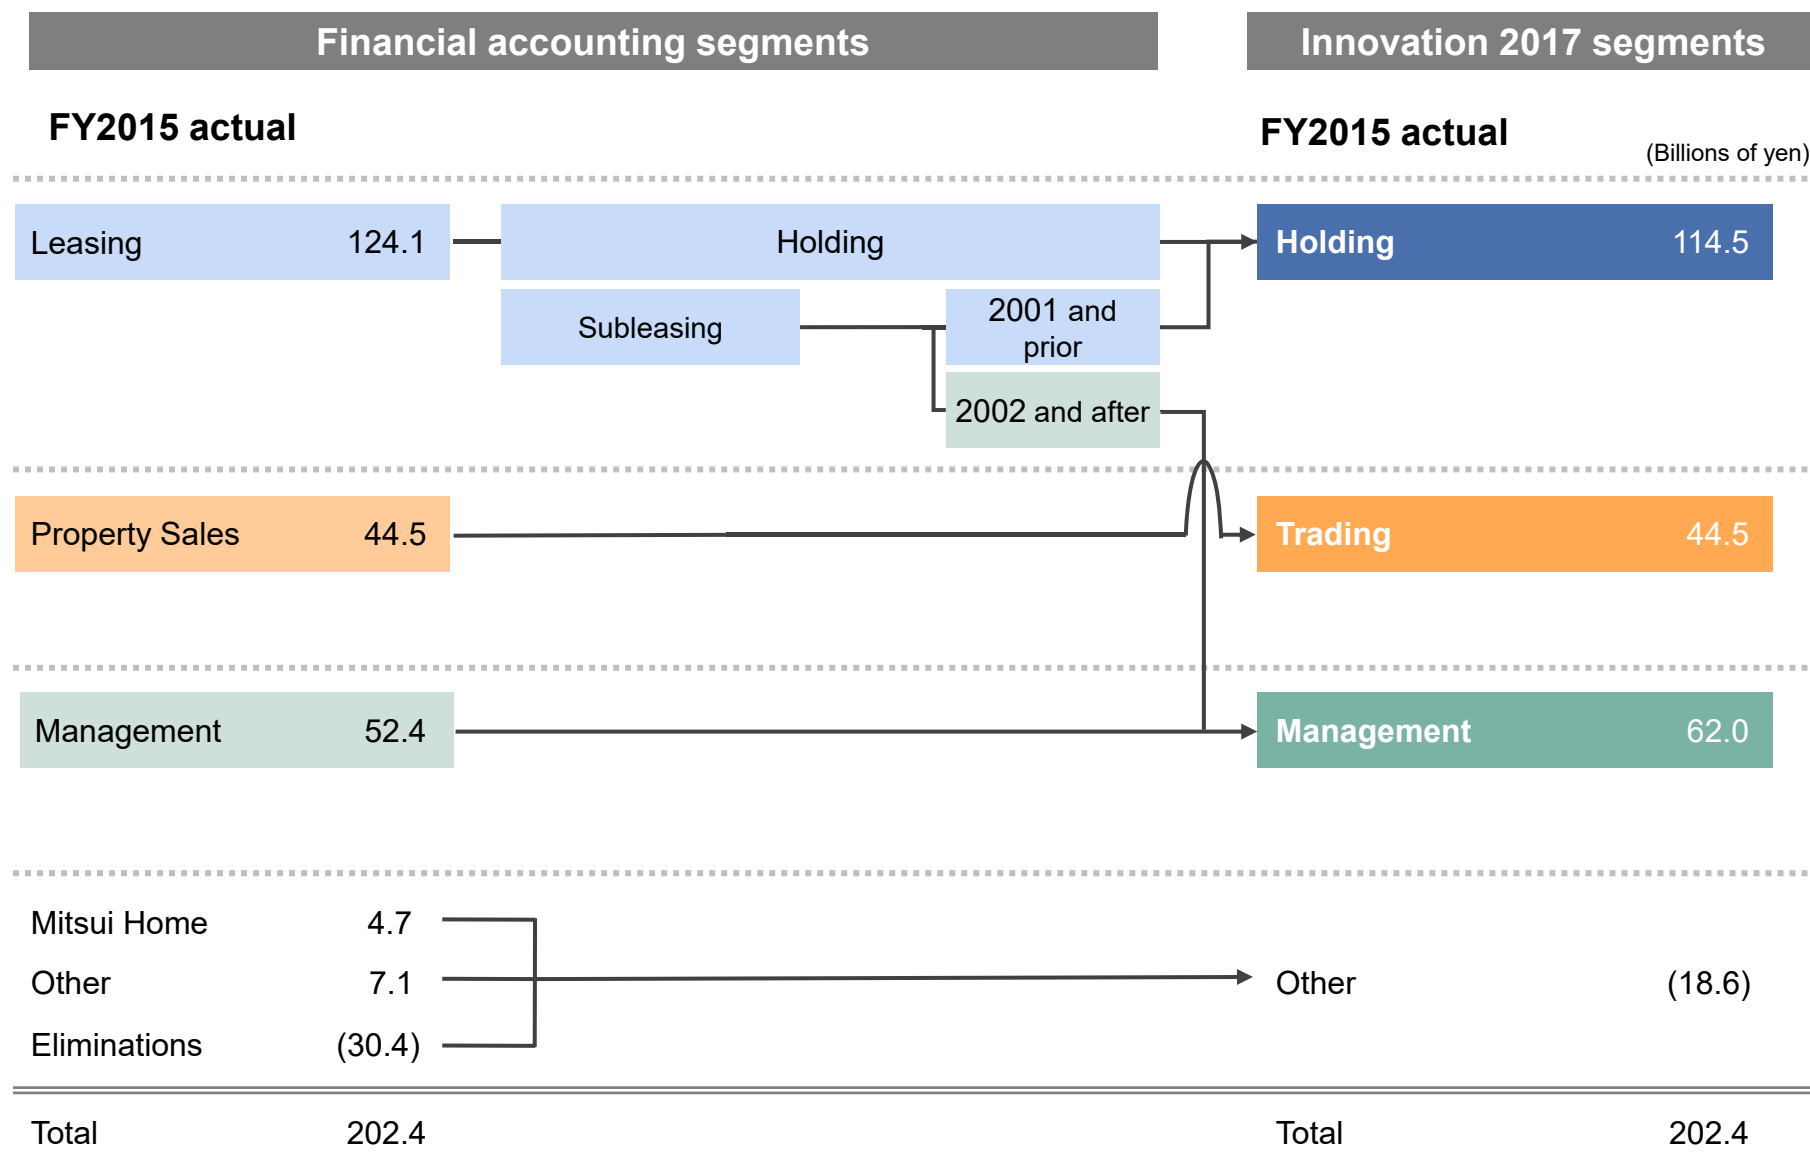 Financial accounting segments
Innovation 2017 segments
FY2015 actual
FY2015 actual
(Billions of yen)
Leasing 124.1
Holding
Holding 114.5
Subleasing
2001 and
prior
2002 and after
Property Sales 44.5
Trading 44.5
Management 52.4
Management 62.0
Mitsui Home 4.7
Other 7.1
Other (18.6)
Eliminations (30.4)
Total 202.4
Total 202.4